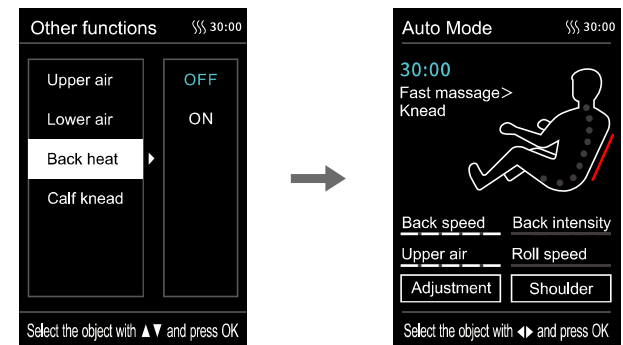 Other functions 30:00
Upper air OFF
Lower air ON
Back heat
Calf knead
Select the object with ▲▼ and press OK
Auto Mode 30:00
30:00
Fast massage>
Knead
Back speed Back intensity
Upper air Roll speed
Adjustment Shoulder
Select the object with ◀▶ and press OK